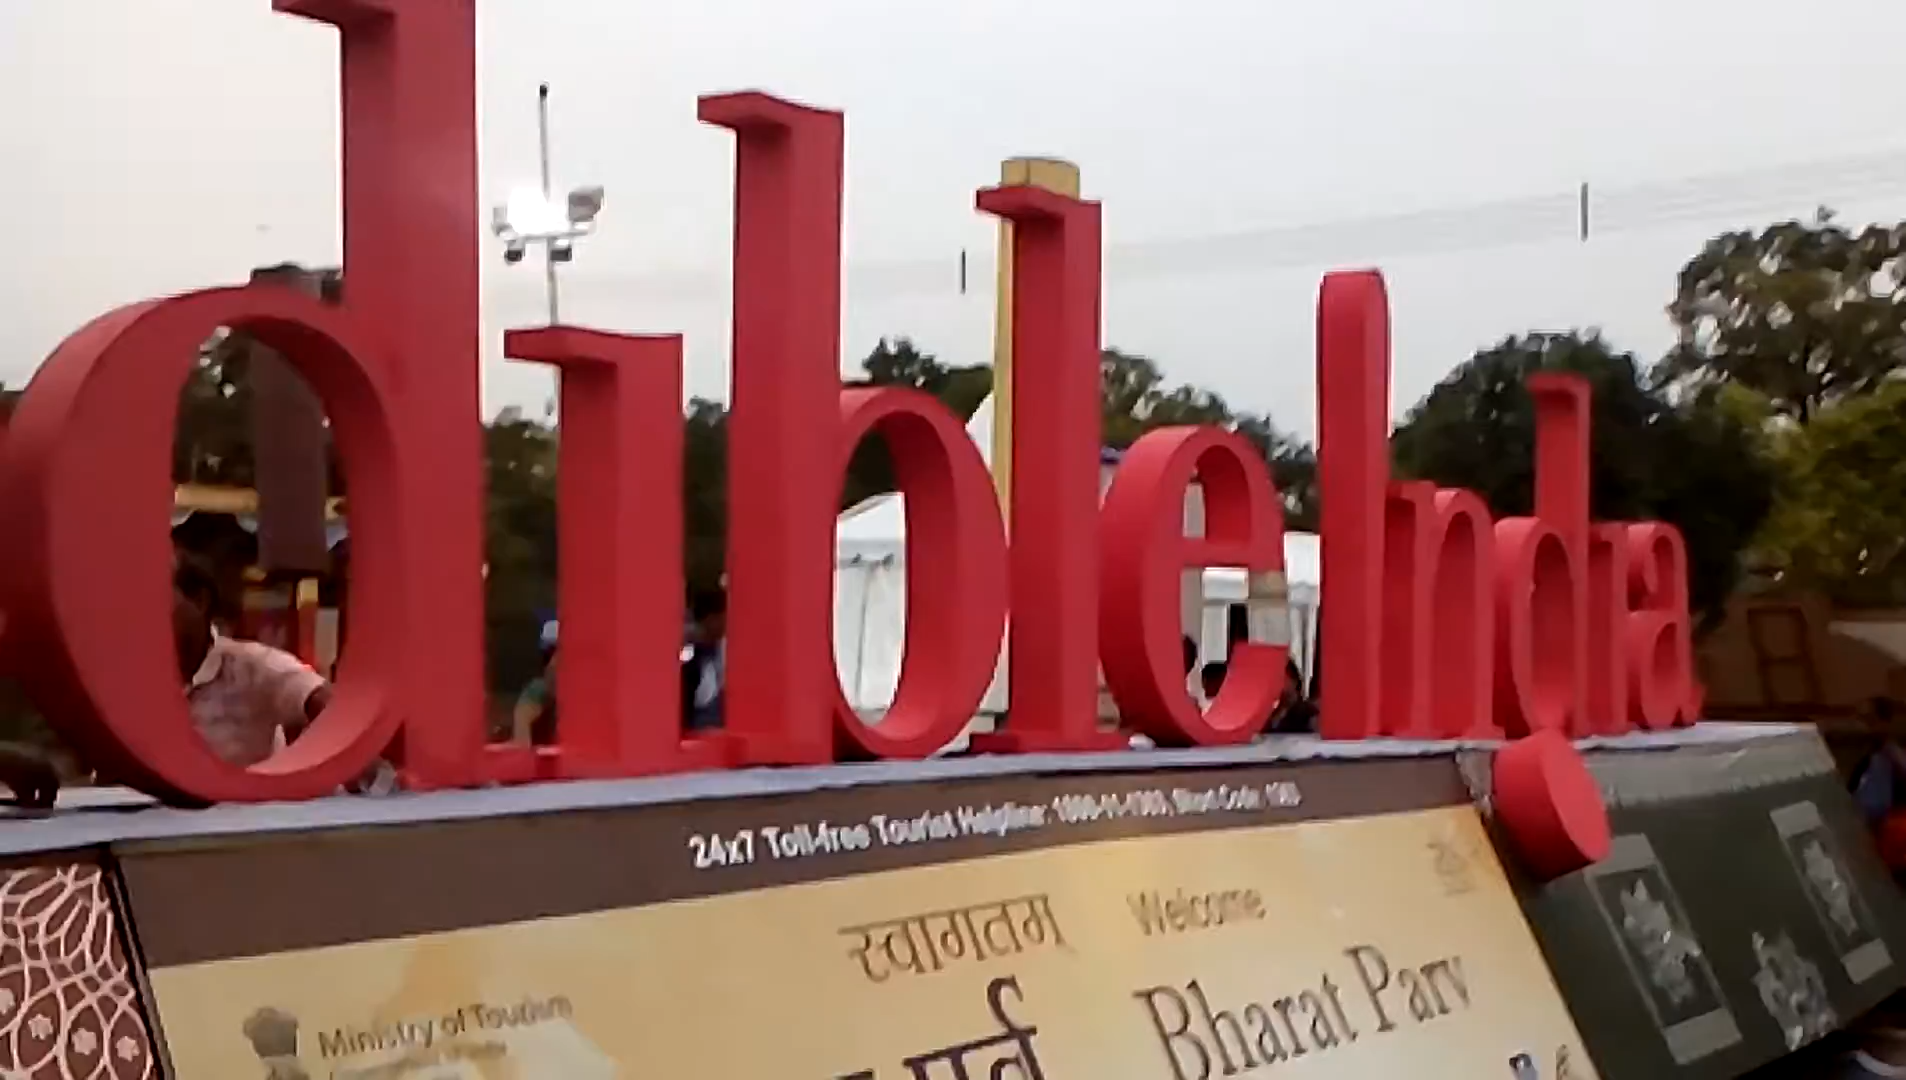 dible India
24x7 Toll-free Tourist Helpline: 1800-11-1363, Short Code: 1363
स्वागतम्
Welcome
पर्व
Bharat Parv
Ministry of Tourism